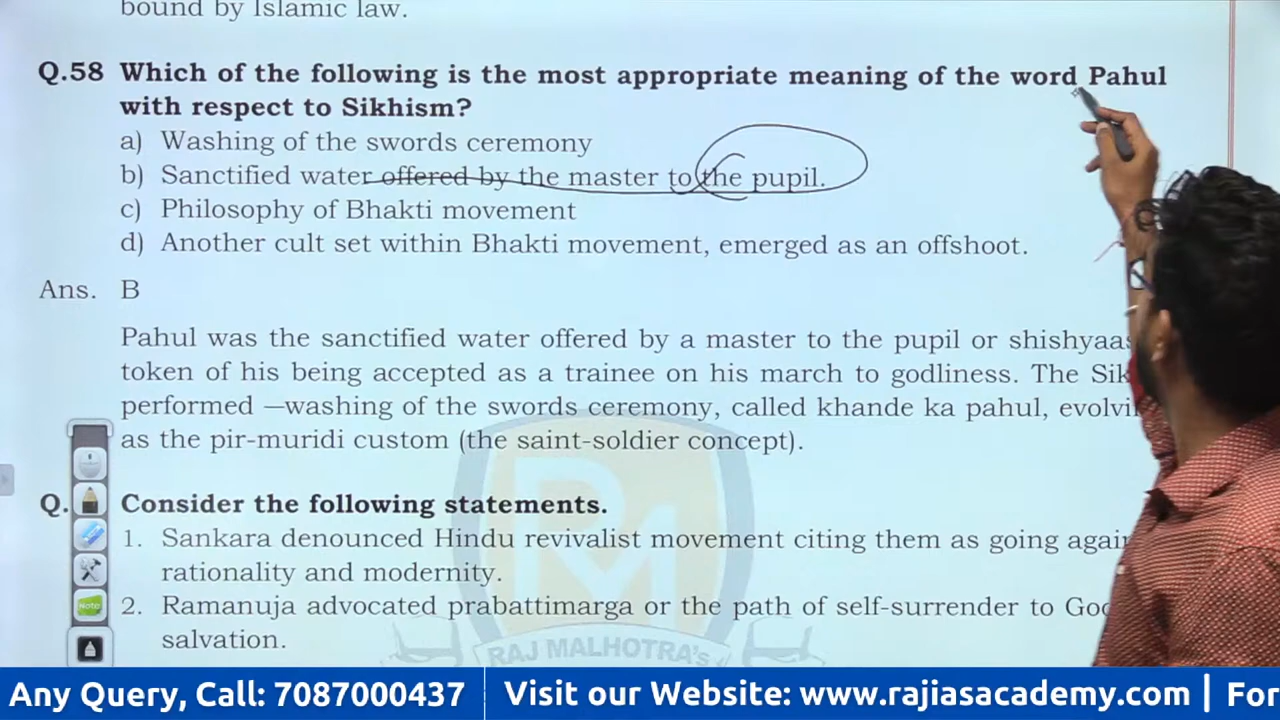 bound by Islamic law.
Q.58 Which of the following is the most appropriate meaning of the word Pahul
with respect to Sikhism?
a) Washing of the swords ceremony
b) Sanctified water offered by the master to the pupil.
c) Philosophy of Bhakti movement
d) Another cult set within Bhakti movement, emerged as an offshoot.
Ans. B
Pahul was the sanctified water offered by a master to the pupil or shishyaas
token of his being accepted as a trainee on his march to godliness. The
performed —washing of the swords ceremony, called khande ka pahul,
as the pir-muridi custom (the saint-soldier concept).
Q. Consider the following statements.
1. Sankara denounced Hindu revivalist movement citing them as going
rationality and modernity.
2. Ramanuja advocated prabattimarga or the path of self-surrender to
salvation.
Note
RM
RAJ MALHOTRA's
Any Query, Call: 7087000437 Visit our Website: www.rajiasacademy.com | For